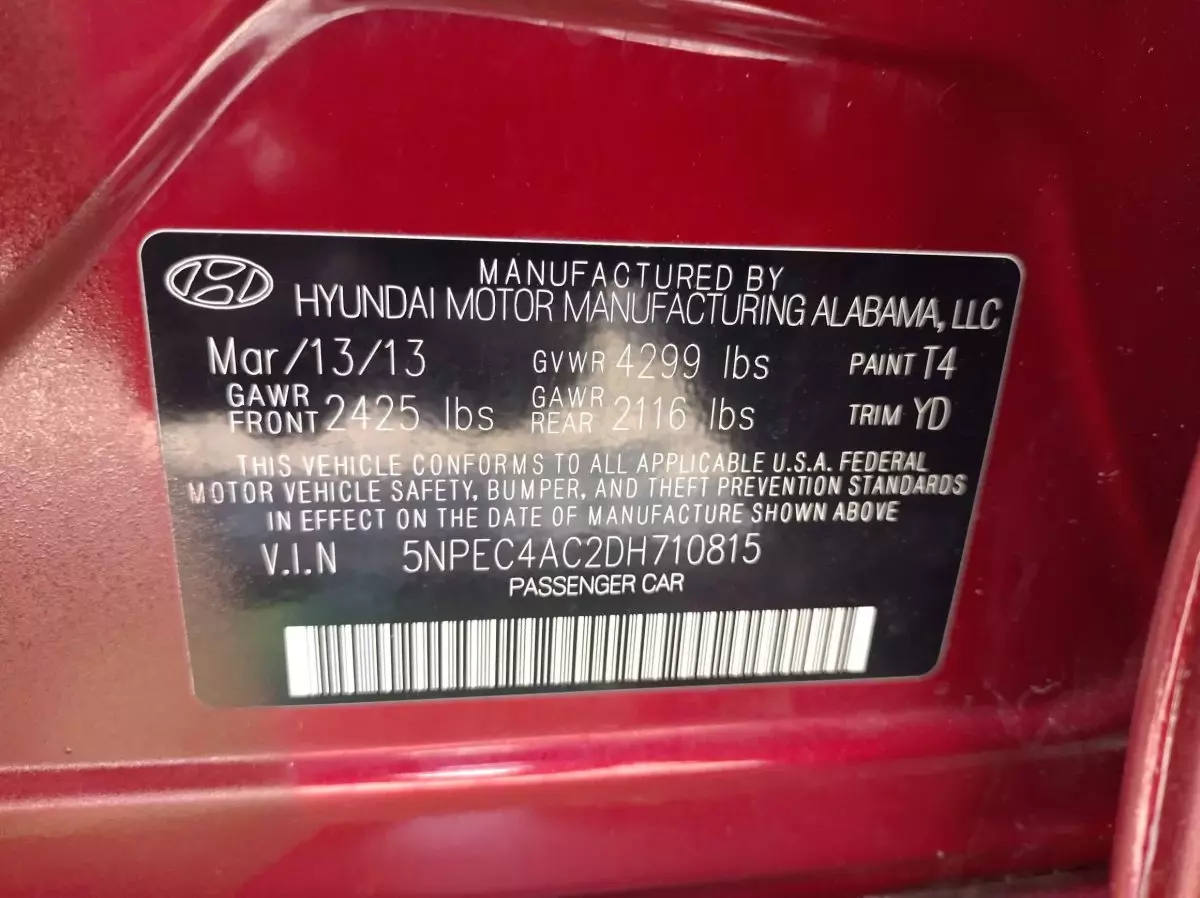 MANUFACTURED BY
HYUNDAI MOTOR MANUFACTURING ALABAMA, LLC
Mar/13/13 GVWR 4299 lbs PAINT T4
GAWR FRONT 2425 lbs GAWR REAR 2116 lbs TRIM YD
THIS VEHICLE CONFORMS TO ALL APPLICABLE U.S.A. FEDERAL
MOTOR VEHICLE SAFETY, BUMPER, AND THEFT PREVENTION STANDARDS
IN EFFECT ON THE DATE OF MANUFACTURE SHOWN ABOVE
V.I.N 5NPEC4AC2DH710815
PASSENGER CAR